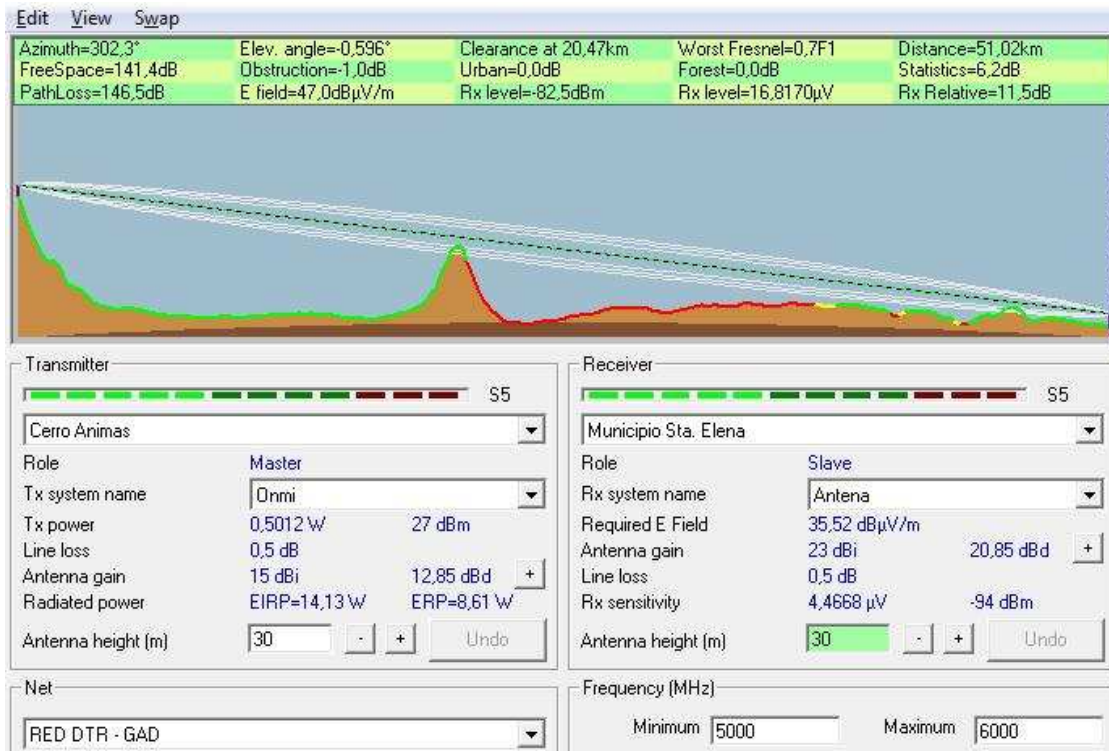 Edit View Swap
Azimuth=302,3° Elev. angle=-0,596° Clearance at 20,47km Worst Fresnel=0,7F1 Distance=51,02km
FreeSpace=141,4dB Obstruction=-1,0dB Urban=0,0dB Forest=0,0dB Statistics=6,2dB
PathLoss=146,5dB E field=47,0dBµV/m Rx level=-82,5dBm Rx level=16,8170µV Rx Relative=11,5dB
Transmitter
S5
Cerro Animas
Role Master
Tx system name Onmi
Tx power 0,5012 W 27 dBm
Line loss 0,5 dB
Antenna gain 15 dBi 12,85 dBd +
Radiated power EIRP=14,13 W ERP=8,61 W
Antenna height (m) 30 - + Undo
Net
RED DTR - GAD
Receiver
S5
Municipio Sta. Elena
Role Slave
Rx system name Antena
Required E Field 35,52 dBµV/m
Antenna gain 23 dBi 20,85 dBd +
Line loss 0,5 dB
Rx sensitivity 4,4668 µV -94 dBm
Antenna height (m) 30 - + Undo
Frequency (MHz)
Minimum 5000 Maximum 6000